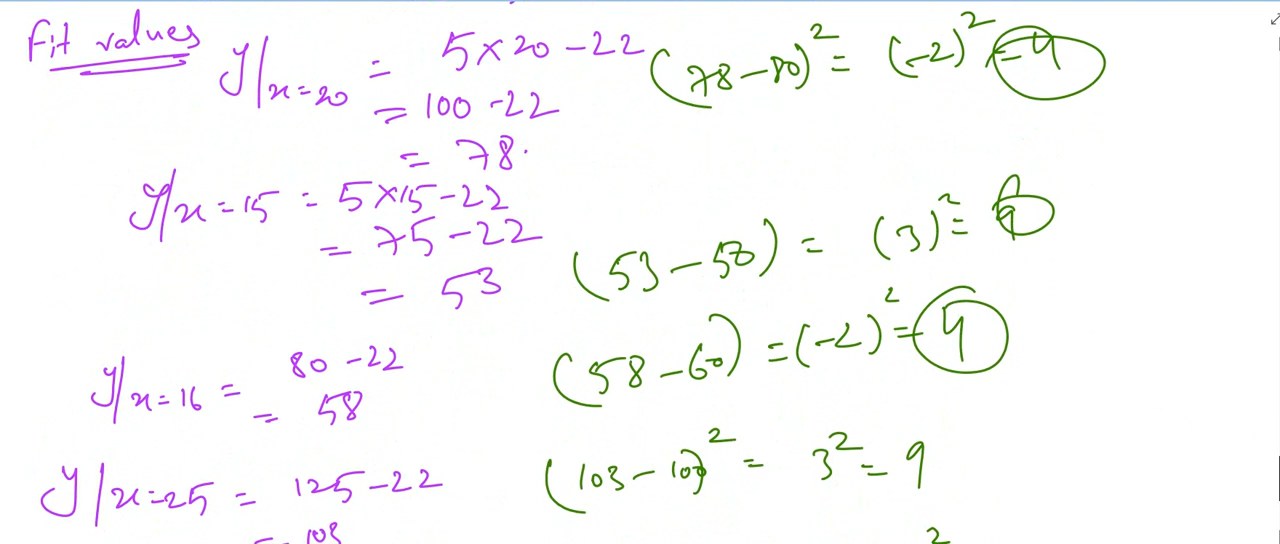 Fit values
y/x=20 = 5×20-22 (78-80)² = (-2)² = 4
= 100-22
= 78.
y/x=15 = 5×15-22
= 75-22 (53-50) = (3)² = 9
= 53
y/x=16 = 80-22 (58-60) = (-2)² = 4
= 58
y/x=25 = 125-22 (103-100)² = 3² = 9
= 103
2